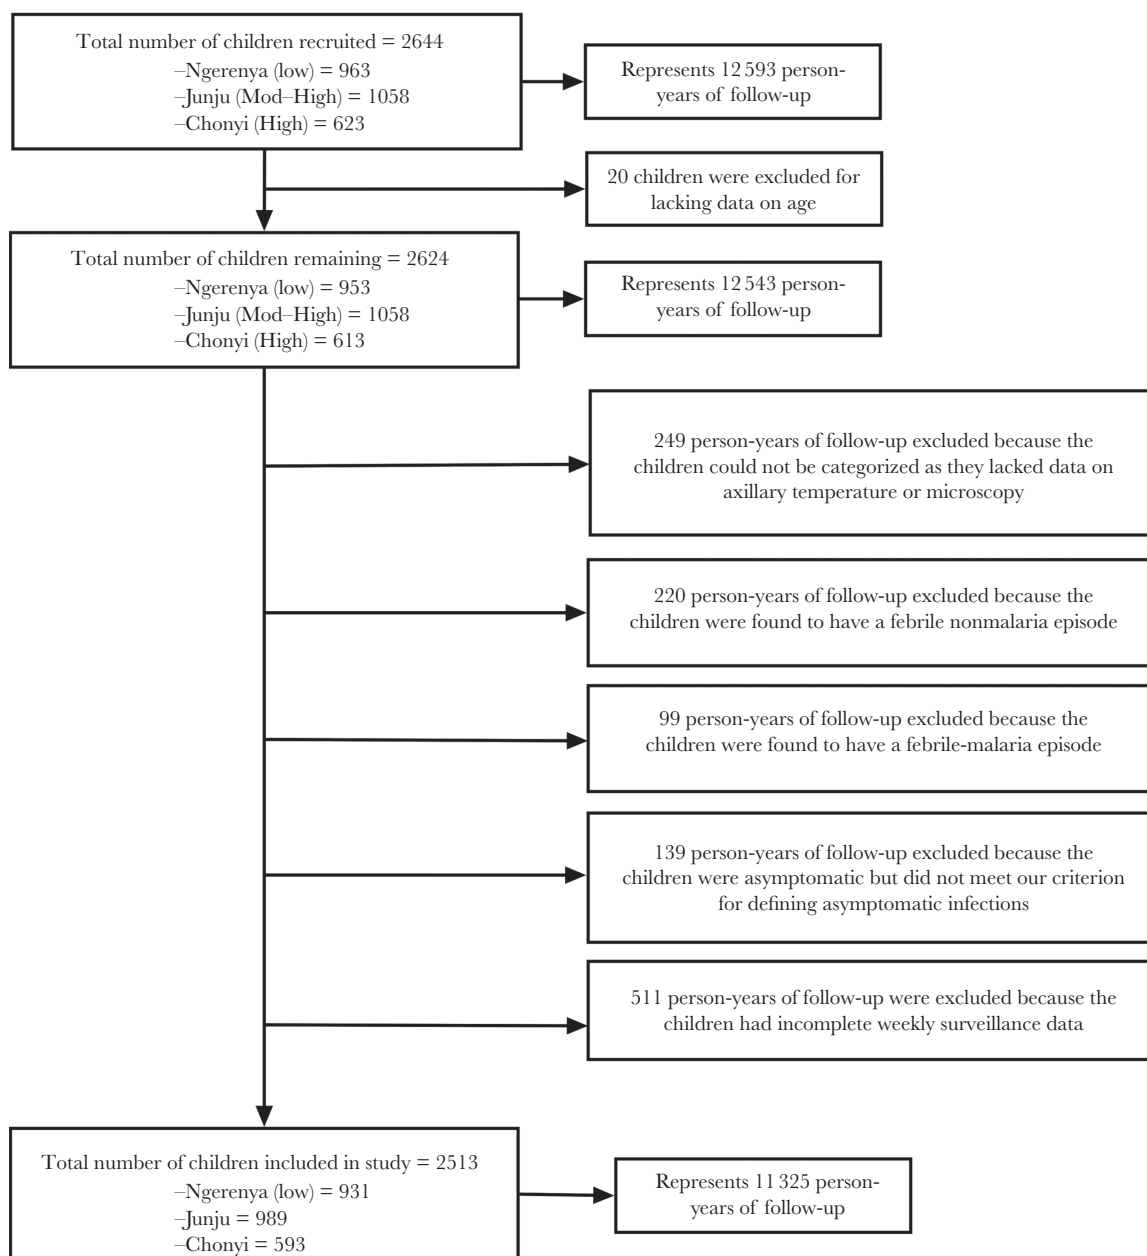 Total number of children recruited = 2644
–Ngerenya (low) = 963
–Junju (Mod–High) = 1058
–Chonyi (High) = 623
Represents 12 593 person-
years of follow-up
20 children were excluded for
lacking data on age
Total number of children remaining = 2624
–Ngerenya (low) = 953
–Junju (Mod–High) = 1058
–Chonyi (High) = 613
Represents 12 543 person-
years of follow-up
249 person-years of follow-up excluded because the
children could not be categorized as they lacked data on
axillary temperature or microscopy
220 person-years of follow-up excluded because the
children were found to have a febrile nonmalaria episode
99 person-years of follow-up excluded because the
children were found to have a febrile-malaria episode
139 person-years of follow-up excluded because the
children were asymptomatic but did not meet our criterion
for defining asymptomatic infections
511 person-years of follow-up were excluded because the
children had incomplete weekly surveillance data
Total number of children included in study = 2513
–Ngerenya (low) = 931
–Junju = 989
–Chonyi = 593
Represents 11 325 person-
years of follow-up